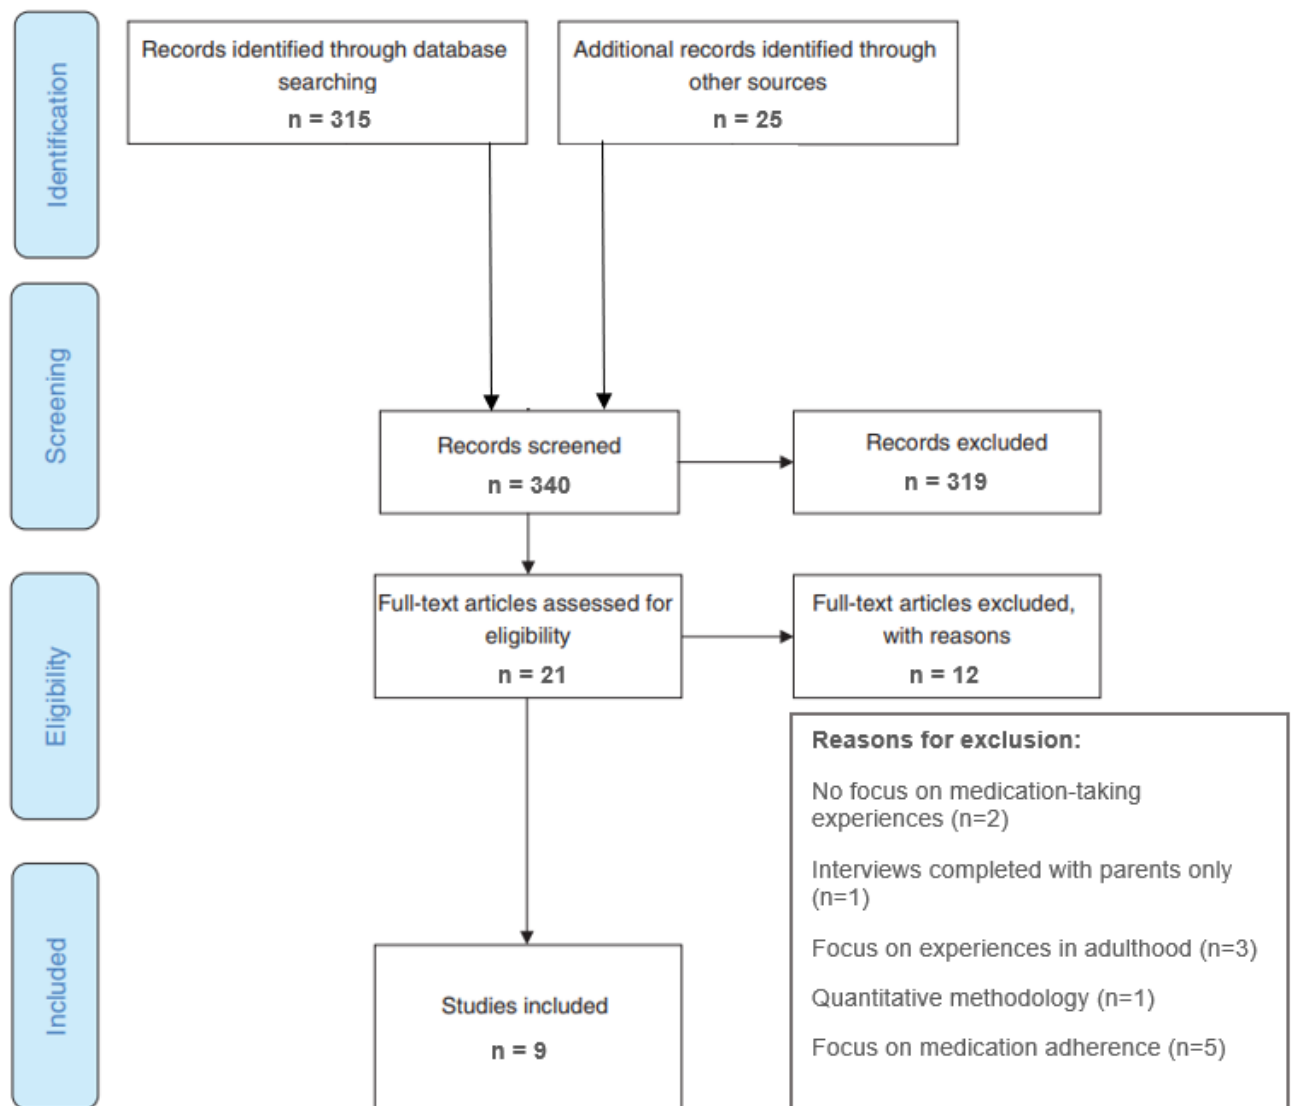 Identification
Records identified through database
searching
n = 315
Additional records identified through
other sources
n = 25
Screening
Records screened
n = 340
Records excluded
n = 319
Eligibility
Full-text articles assessed for
eligibility
n = 21
Full-text articles excluded,
with reasons
n = 12
Reasons for exclusion:
No focus on medication-taking
experiences (n=2)
Interviews completed with parents only
(n=1)
Focus on experiences in adulthood (n=3)
Quantitative methodology (n=1)
Focus on medication adherence (n=5)
Included
Studies included
n = 9